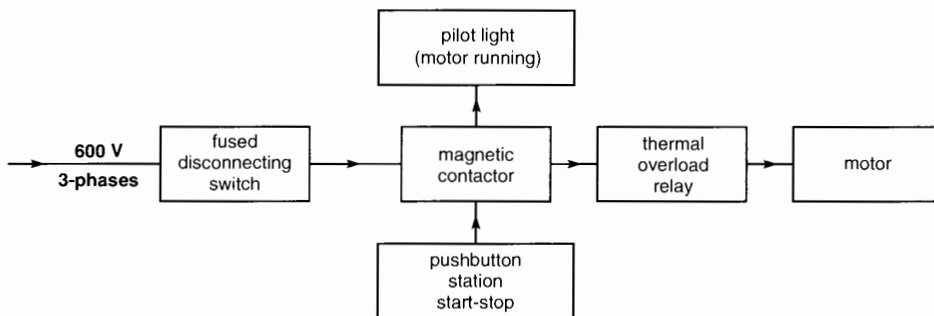 pilot light
(motor running)
600 V
3-phases
fused
disconnecting
switch
magnetic
contactor
thermal
overload
relay
motor
pushbutton
station
start-stop